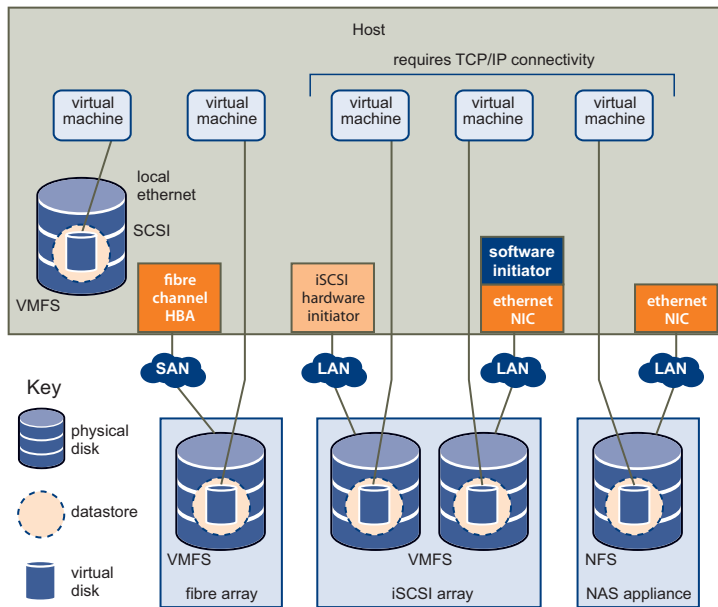 Host
requires TCP/IP connectivity
virtual
machine
virtual
machine
virtual
machine
virtual
machine
virtual
machine
local
ethernet
SCSI
VMFS
fibre
channel
HBA
iSCSI
hardware
initiator
software
initiator
ethernet
NIC
ethernet
NIC
SAN
LAN
LAN
LAN
Key
physical
disk
datastore
virtual
disk
VMFS
fibre array
VMFS
iSCSI array
NFS
NAS appliance